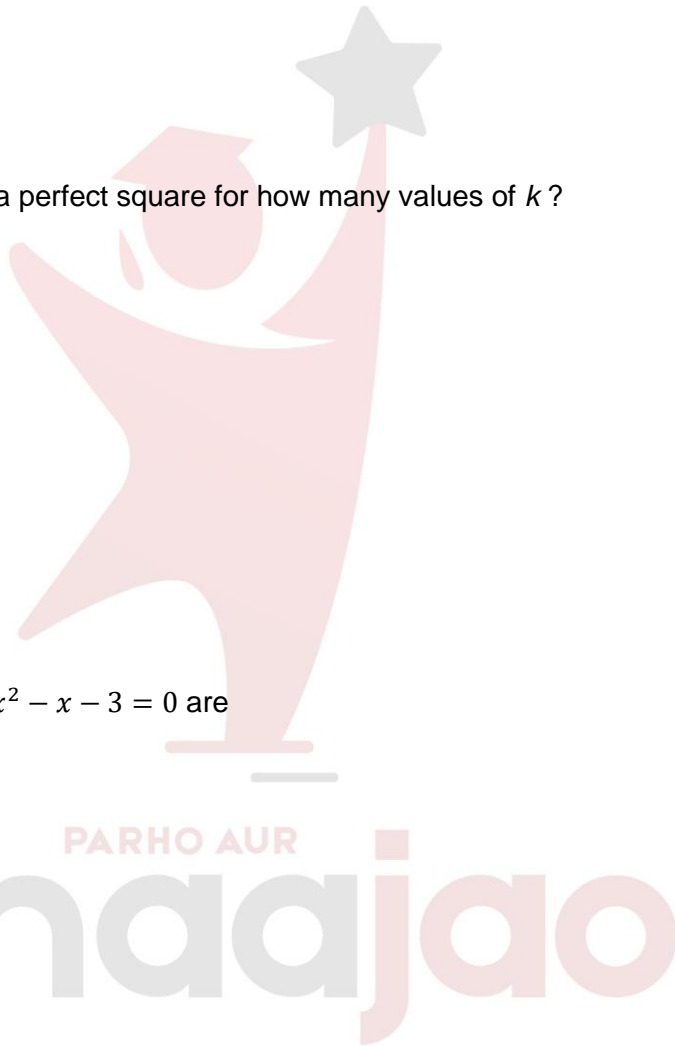 a perfect square for how many values of k ?
x² − x − 3 = 0 are
PARHO AUR
naajao